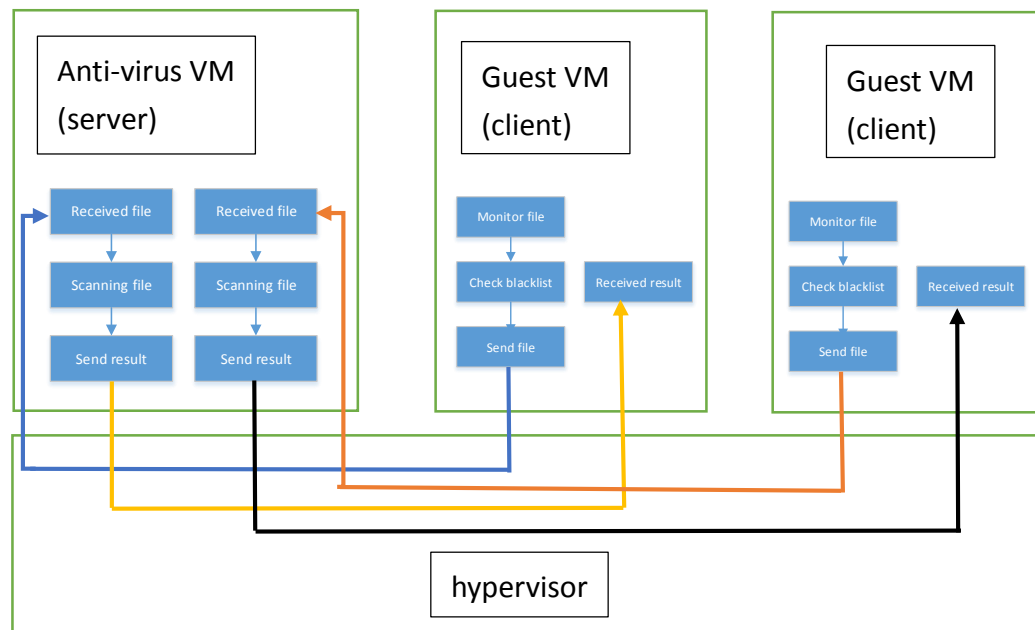 Anti-virus VM
(server)
Received file
Scanning file
Send result
Received file
Scanning file
Send result
Guest VM
(client)
Monitor file
Check blacklist
Send file
Received result
Guest VM
(client)
Monitor file
Check blacklist
Send file
Received result
hypervisor